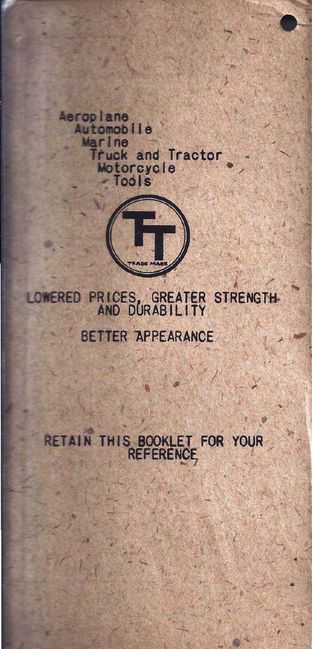 Aeroplane
Automobile
Marine
Truck and Tractor
Motorcycle
Tools
TT
TRADE MARK
LOWERED PRICES, GREATER STRENGTH
AND DURABILITY
BETTER APPEARANCE
RETAIN THIS BOOKLET FOR YOUR
REFERENCE